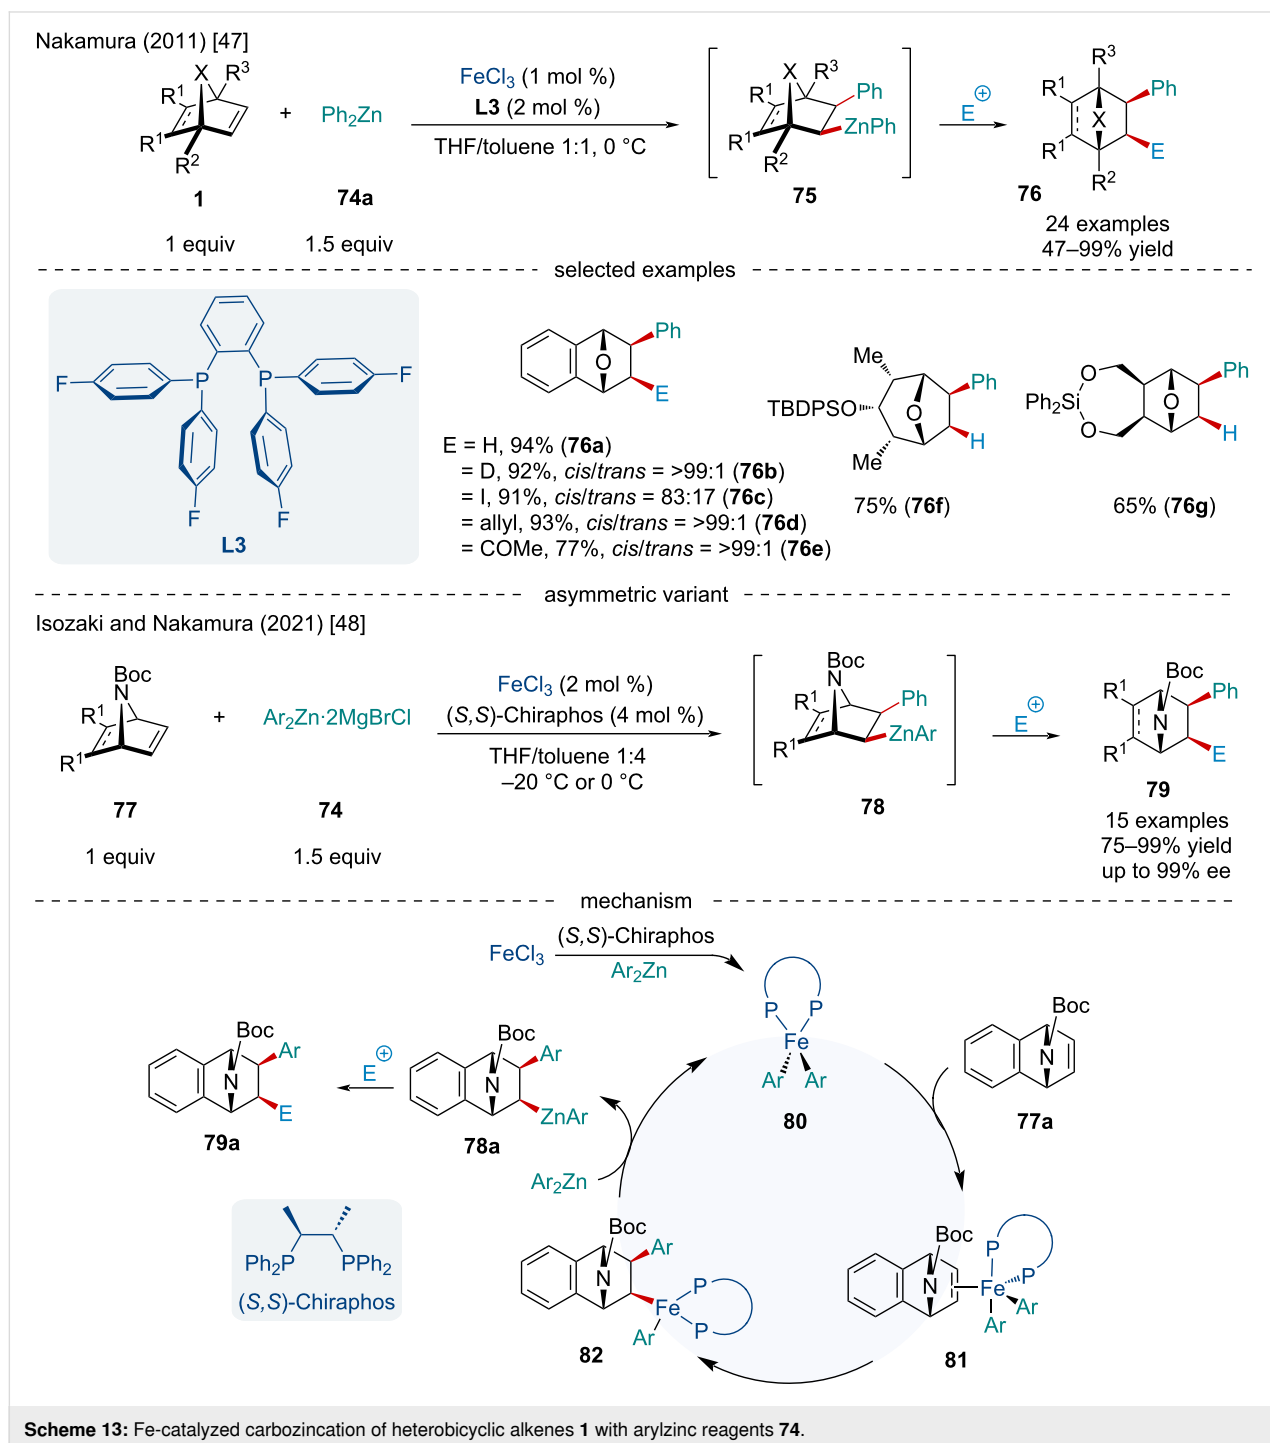 Nakamura (2011) [47]
X
R³
R¹
R¹
R²
1
1 equiv
+
Ph₂Zn
74a
1.5 equiv
FeCl₃ (1 mol %)
L3 (2 mol %)
THF/toluene 1:1, 0 °C
X
R³
R¹
Ph
R¹
ZnPh
R²
75
E⊕
R³
R¹
Ph
X
R¹
E
R²
76
24 examples
47–99% yield
selected examples
F
P
P
F
F
F
L3
Ph
O
E
E = H, 94% (76a)
= D, 92%, cis/trans = >99:1 (76b)
= I, 91%, cis/trans = 83:17 (76c)
= allyl, 93%, cis/trans = >99:1 (76d)
= COMe, 77%, cis/trans = >99:1 (76e)
Me
Ph
TBDPSO
O
H
Me
75% (76f)
O
Ph
Ph₂Si
O
O
H
65% (76g)
asymmetric variant
Isozaki and Nakamura (2021) [48]
Boc
N
R¹
R¹
77
1 equiv
+
Ar₂Zn·2MgBrCl
74
1.5 equiv
FeCl₃ (2 mol %)
(S,S)-Chiraphos (4 mol %)
THF/toluene 1:4
–20 °C or 0 °C
Boc
N
R¹
Ph
ZnAr
R¹
78
E⊕
Boc
R¹
Ph
N
R¹
E
79
15 examples
75–99% yield
up to 99% ee
mechanism
FeCl₃
(S,S)-Chiraphos
Ar₂Zn
P
P
Fe
Ar
Ar
80
Boc
N
77a
Boc
N
P
P
Fe
Ar
Ar
81
Boc
Ar
N
P
Fe
P
Ar
82
Ar₂Zn
Boc
Ar
N
ZnAr
78a
E⊕
Boc
Ar
N
E
79a
Ph₂P
PPh₂
(S,S)-Chiraphos
Scheme 13: Fe-catalyzed carbozincation of heterobicyclic alkenes 1 with arylzinc reagents 74.